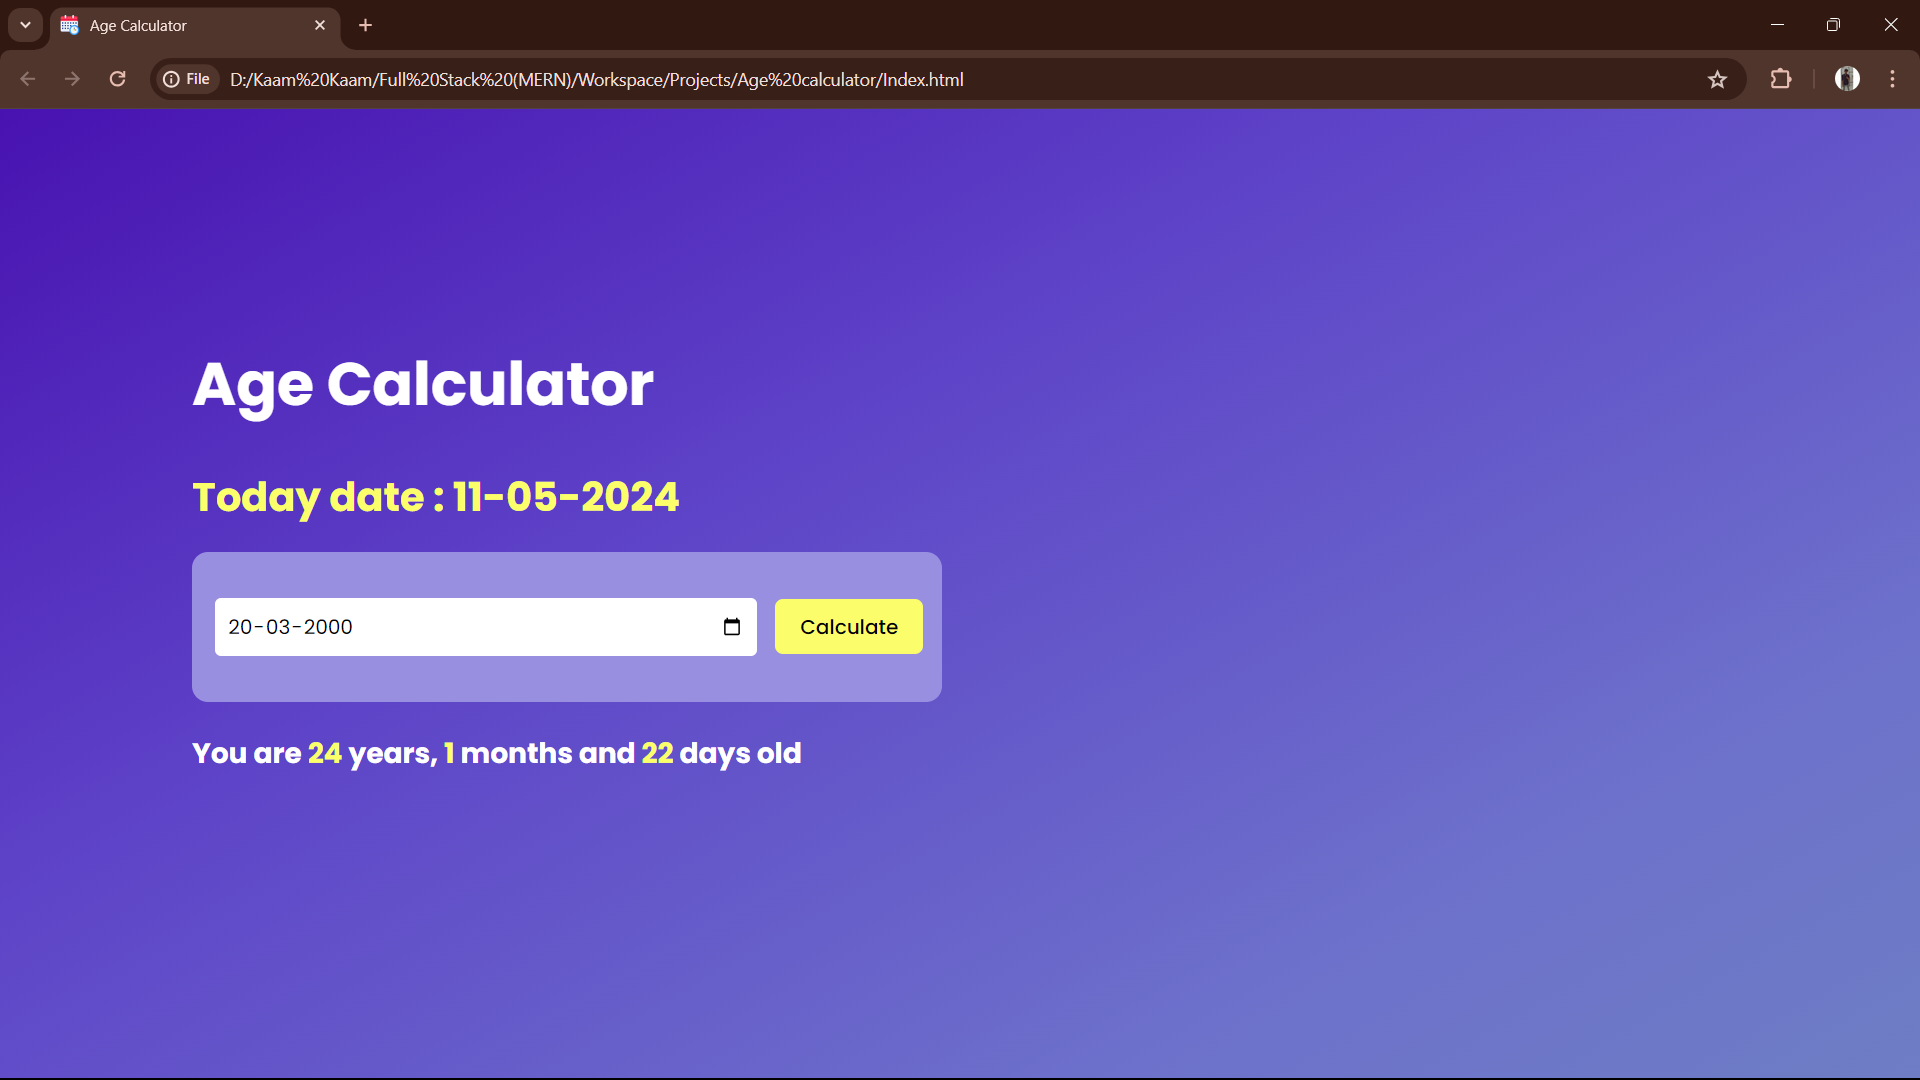 Age Calculator
File D:/Kaam%20Kaam/Full%20Stack%20(MERN)/Workspace/Projects/Age%20calculator/Index.html
Age Calculator
Today date : 11-05-2024
20-03-2000 Calculate
You are 24 years, 1 months and 22 days old